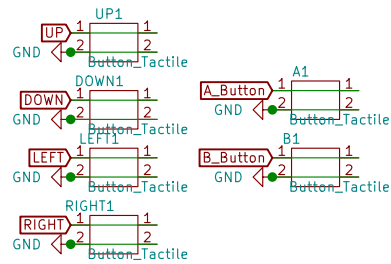 UP1
UP 1 1
GND 2 2
Button_Tactile
DOWN1
DOWN 1 1
GND 2 2
Button_Tactile
LEFT1
LEFT 1 1
GND 2 2
Button_Tactile
RIGHT1
RIGHT 1 1
GND 2 2
Button_Tactile
A1
A_Button 1 1
GND 2 2
Button_Tactile
B1
B_Button 1 1
GND 2 2
Button_Tactile